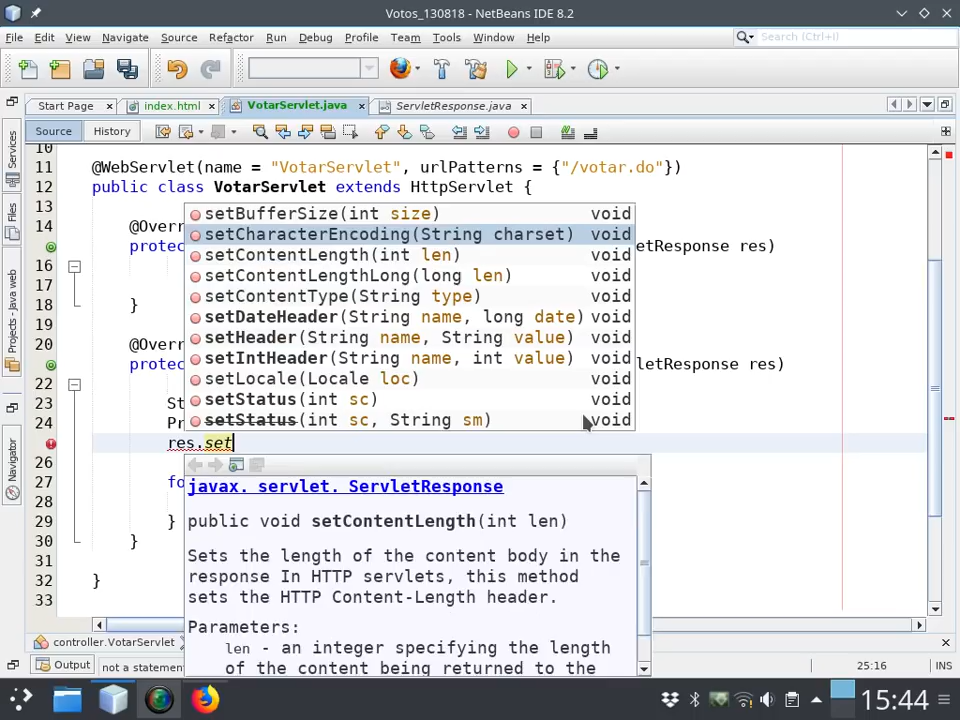 Votos_130818 - NetBeans IDE 8.2
File Edit View Navigate Source Refactor Run Debug Profile Team Tools Window Help
Search (Ctrl+I)
Start Page index.html VotarServlet.java ServletResponse.java
Source History
Services
Files
Projects - Java web
Navigator
10
11 @WebServlet(name = "VotarServlet", urlPatterns = {"/votar.do"})
12 public class VotarServlet extends HttpServlet {
13
14 @Overr
protec etResponse res)
16
17
18 }
19
20 @Overr
protec ervletResponse res)
22
23 St
24 Pr
res.set
26
27 fo
28
29 }
30 }
31
32 }
33
setBufferSize(int size) void
setCharacterEncoding(String charset) void
setContentLength(int len) void
setContentLengthLong(long len) void
setContentType(String type) void
setDateHeader(String name, long date) void
setHeader(String name, String value) void
setIntHeader(String name, int value) void
setLocale(Locale loc) void
setStatus(int sc) void
setStatus(int sc, String sm) void
javax. servlet. ServletResponse
public void setContentLength(int len)
Sets the length of the content body in the
response In HTTP servlets, this method
sets the HTTP Content-Length header.
Parameters:
len - an integer specifying the length
of the content being returned to the
controller.VotarServlet
Output not a statemen 25:16 INS
15:44